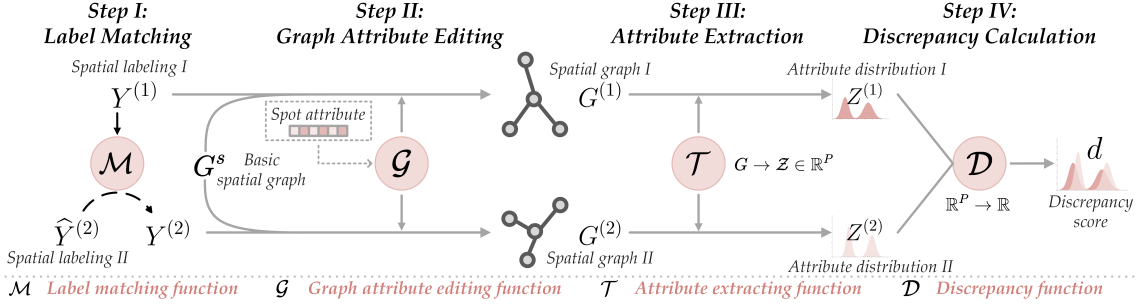 Step I:
Label Matching
Step II:
Graph Attribute Editing
Step III:
Attribute Extraction
Step IV:
Discrepancy Calculation
Spatial labeling I
Y^{(1)}
Spot attribute
Spatial graph I
G^{(1)}
Attribute distribution I
Z^{(1)}
ℳ
G^s
Basic
spatial graph
𝒢
𝒯
G → 𝒵 ∈ ℝ^P
𝒟
ℝ^P → ℝ
d
Discrepancy
score
Ŷ^{(2)}
Y^{(2)}
Spatial labeling II
G^{(2)}
Spatial graph II
Z^{(2)}
Attribute distribution II
ℳ Label matching function
𝒢 Graph attribute editing function
𝒯 Attribute extracting function
𝒟 Discrepancy function